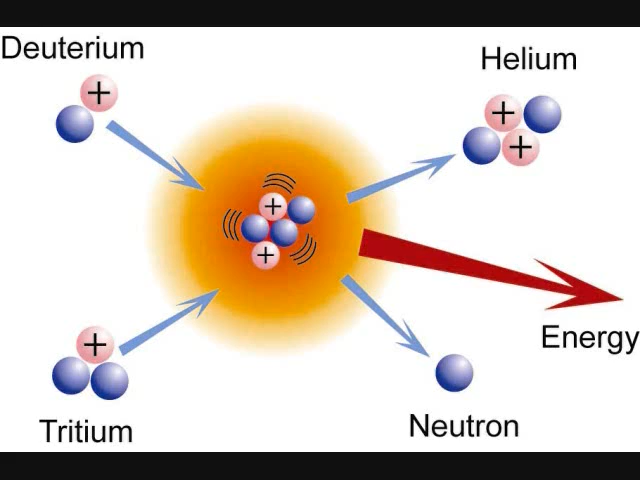 Deuterium
Helium
+
+
+
+
+
+
Energy
Tritium
Neutron